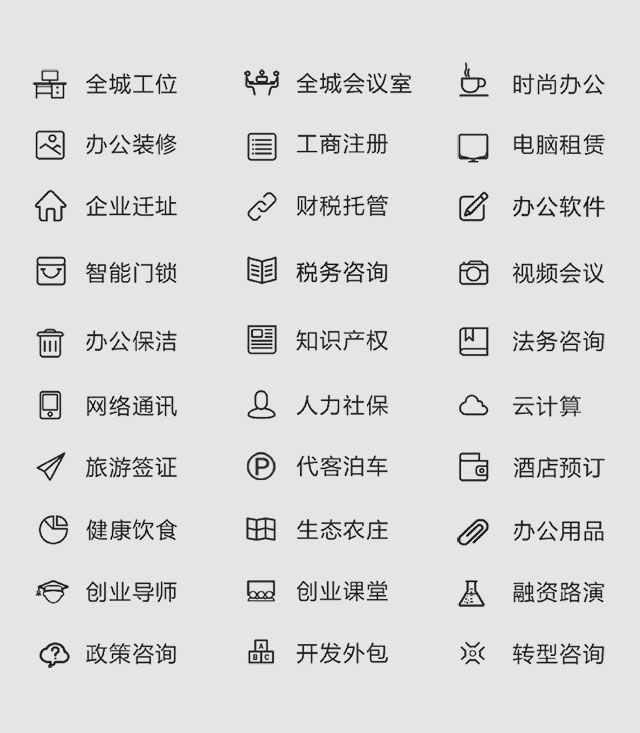 全城工位 全城会议室 时尚办公
办公装修 工商注册 电脑租赁
企业迁址 财税托管 办公软件
智能门锁 税务咨询 视频会议
办公保洁 知识产权 法务咨询
网络通讯 人力社保 云计算
旅游签证 P 代客泊车 酒店预订
健康饮食 生态农庄 办公用品
创业导师 创业课堂 融资路演
政策咨询 ABC 开发外包 转型咨询